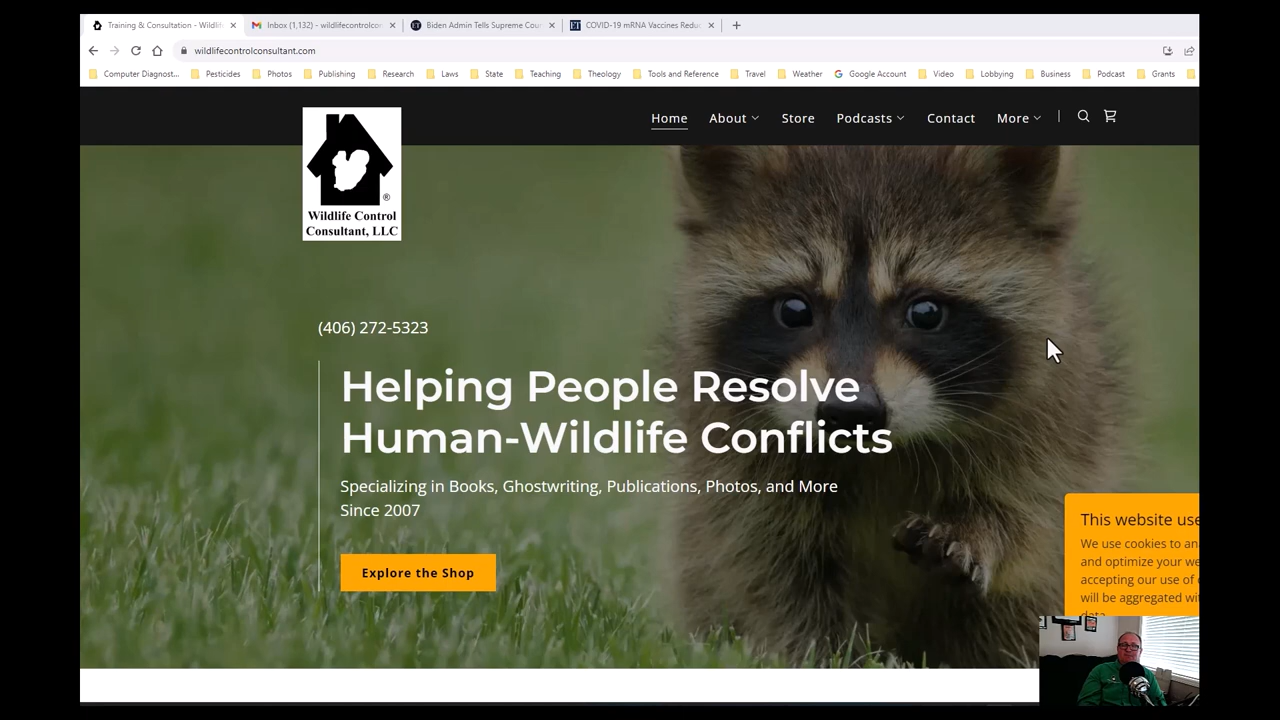 Training & Consultation - Wildli
Inbox (1,132) - wildlifecontrolco
Biden Admin Tells Supreme Cour
COVID-19 mRNA Vaccines Redu
wildlifecontrolconsultant.com
Computer Diagnost... Pesticides Photos Publishing Research Laws State Teaching Theology Tools and Reference Travel Weather Google Account Video Lobbying Business Podcast Grants
Home About Store Podcasts Contact More
®
Wildlife Control
Consultant, LLC
(406) 272-5323
Helping People Resolve
Human-Wildlife Conflicts
Specializing in Books, Ghostwriting, Publications, Photos, and More
Since 2007
Explore the Shop
This website use
We use cookies to an
and optimize your we
accepting our use of
will be aggregated wi
data